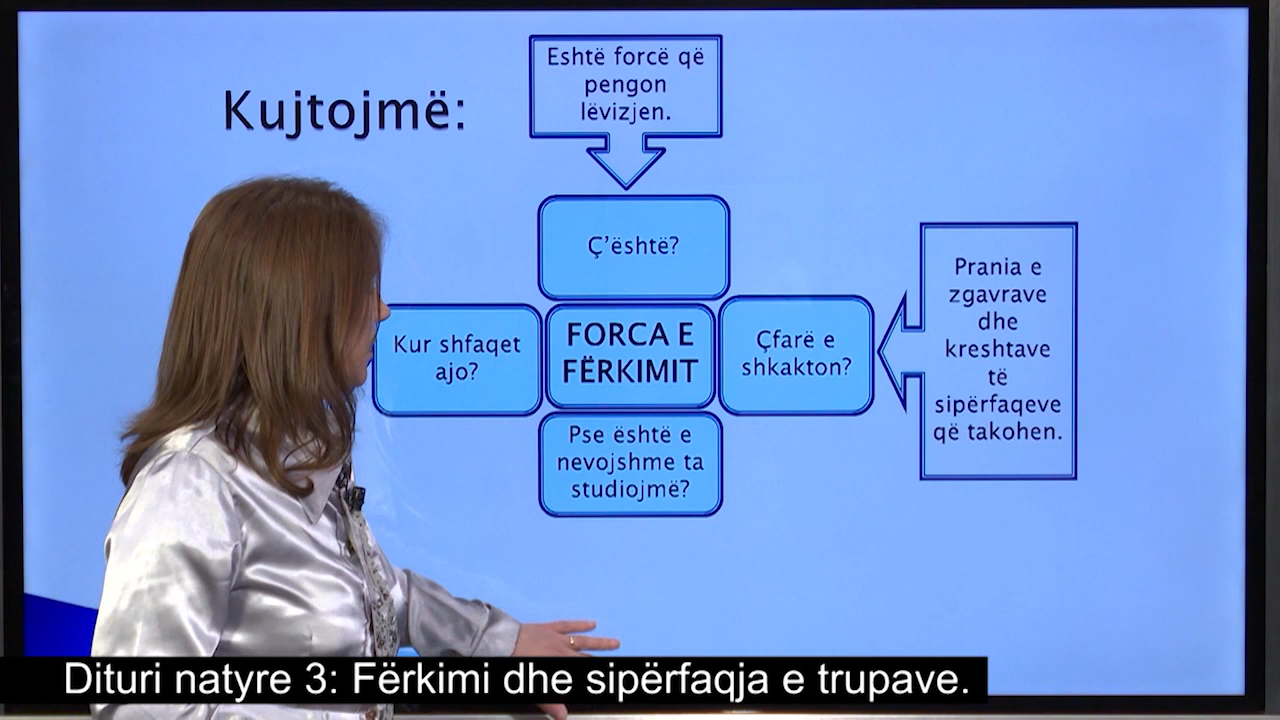 Kujtojmë:
Eshtë forcë që
pengon
lëvizjen.
Ç'është?
Kur shfaqet
ajo?
FORCA E
FËRKIMIT
Çfarë e
shkakton?
Prania e
zgavrave
dhe
kreshtave
të
sipërfaqeve
që takohen.
Pse është e
nevojshme ta
studiojmë?
Dituri natyre 3: Fërkimi dhe sipërfaqja e trupave.